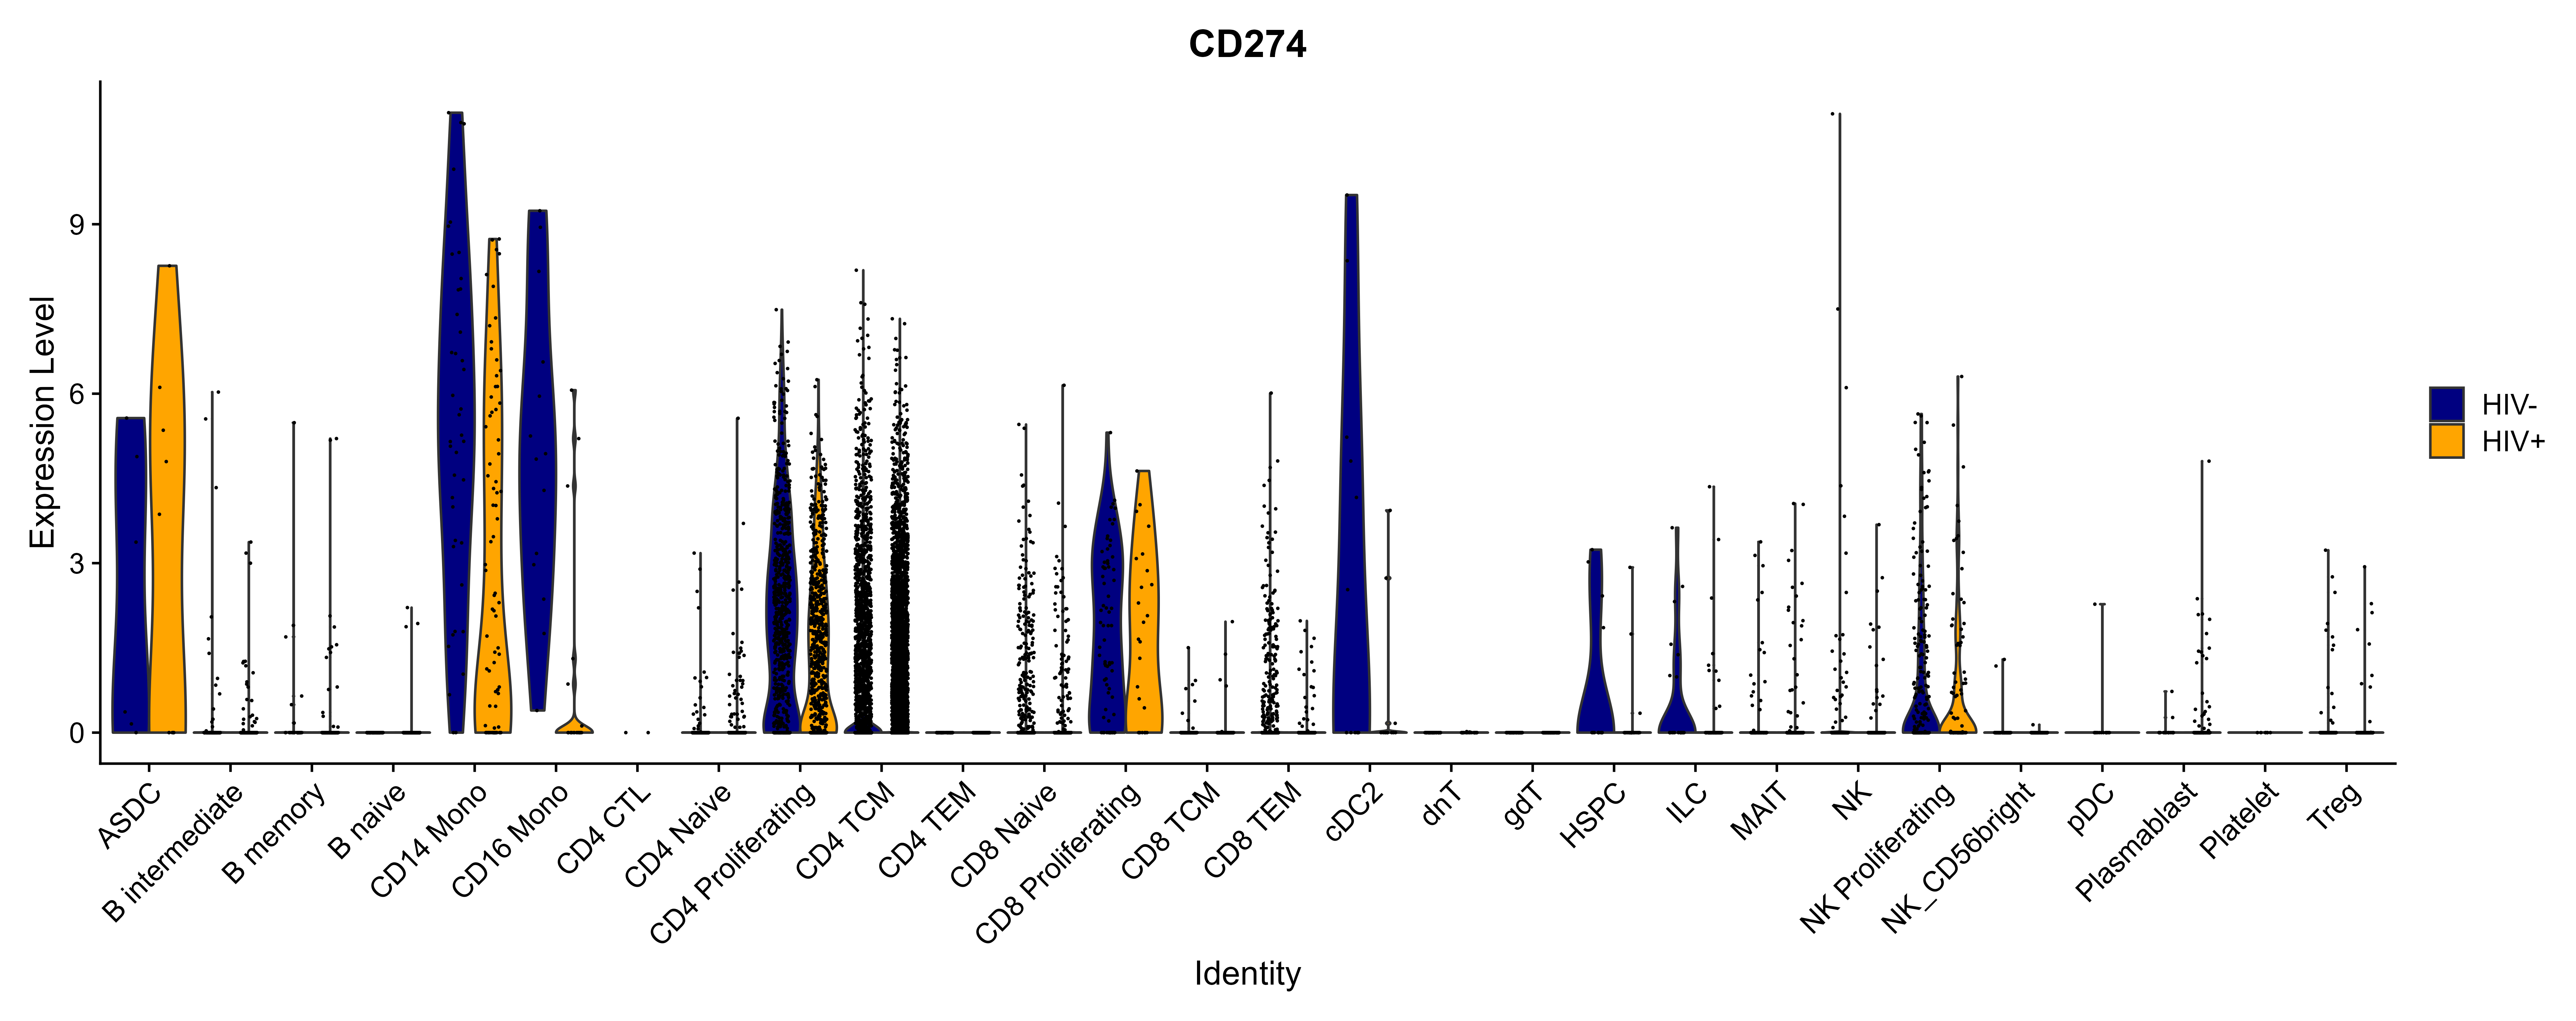 CD274
Expression Level
9
6
3
0
ASDC
B intermediate
B memory
B naive
CD14 Mono
CD16 Mono
CD4 CTL
CD4 Naive
CD4 Proliferating
CD4 TCM
CD4 TEM
CD8 Naive
CD8 Proliferating
CD8 TCM
CD8 TEM
cDC2
dnT
gdT
HSPC
ILC
MAIT
NK
NK Proliferating
NK_CD56bright
pDC
Plasmablast
Platelet
Treg
Identity
HIV-
HIV+